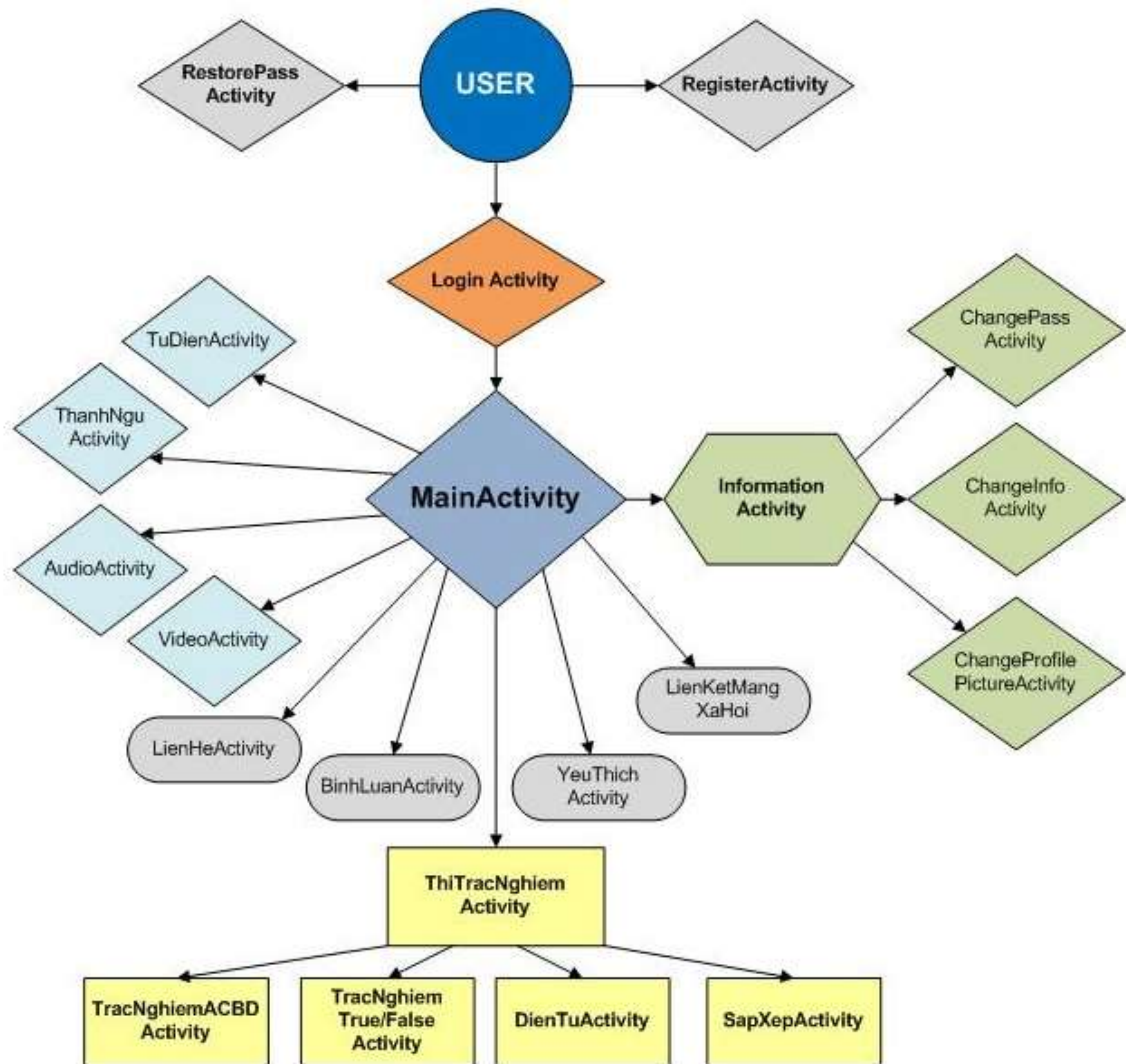 RestorePass
Activity
USER
RegisterActivity
Login Activity
TuDienActivity
ChangePass
Activity
ThanhNgu
Activity
MainActivity
Information
Activity
ChangeInfo
Activity
AudioActivity
VideoActivity
ChangeProfile
PictureActivity
LienKetMang
XaHoi
LienHeActivity
BinhLuanActivity
YeuThich
Activity
ThiTracNghiem
Activity
TracNghiemACBD
Activity
TracNghiem
True/False
Activity
DienTuActivity
SapXepActivity